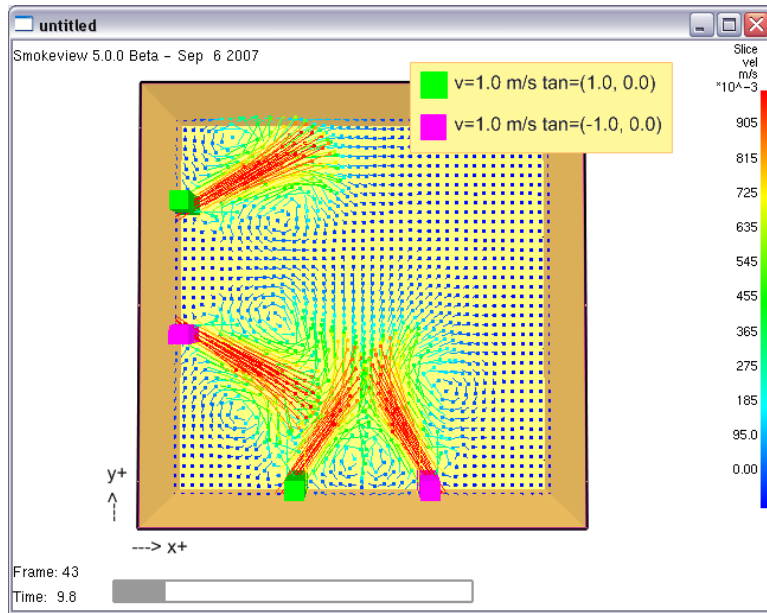 untitled
Smokeview 5.0.0 Beta – Sep 6 2007
v=1.0 m/s tan=(1.0, 0.0)
v=1.0 m/s tan=(-1.0, 0.0)
Slice
vel
m/s
*10^-3
905
815
725
635
545
455
365
275
185
95.0
0.00
y+
---> x+
Frame: 43
Time: 9.8